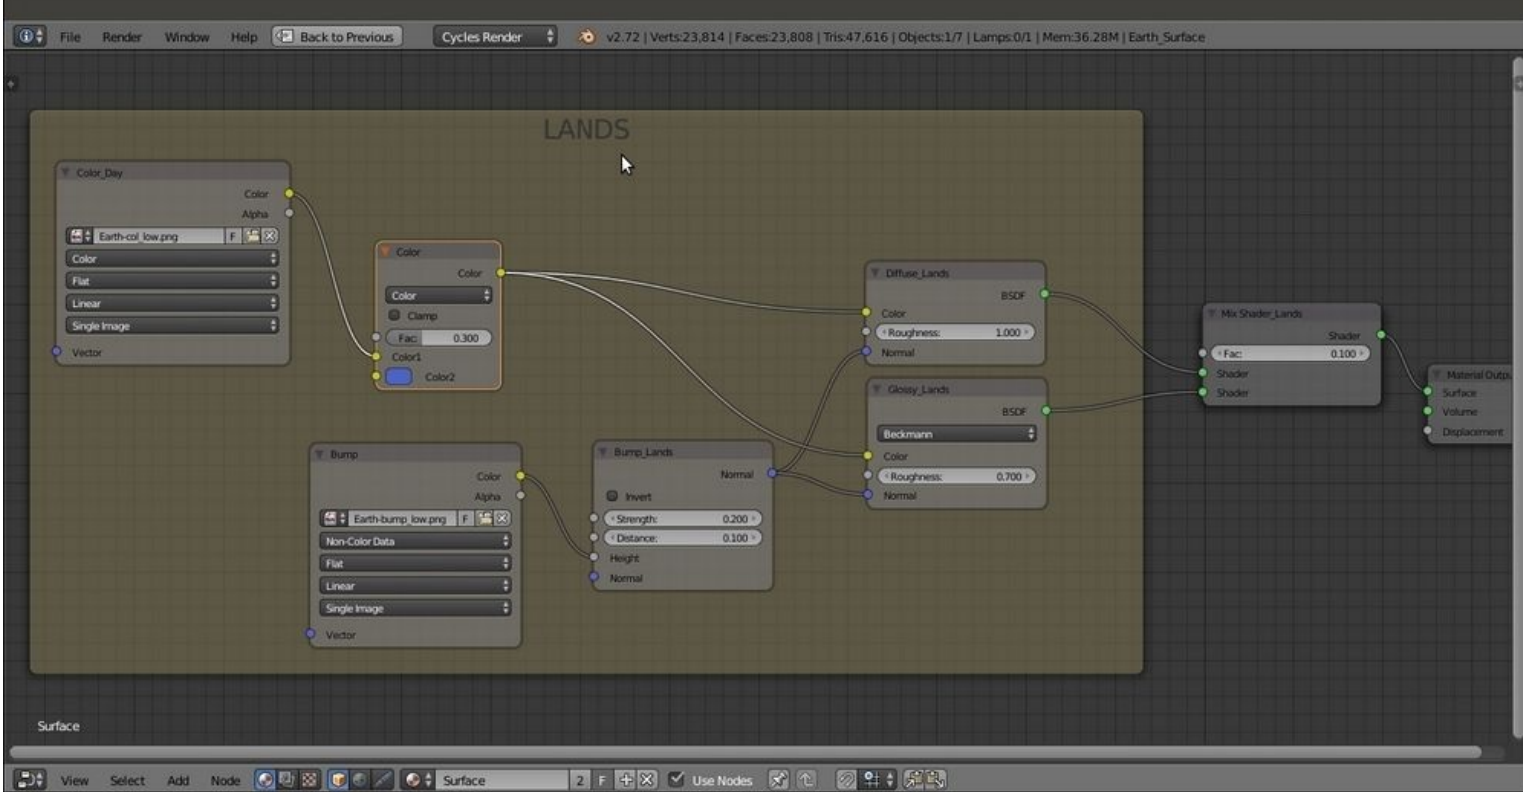 File Render Window Help Back to Previous Cycles Render v2.72 | Verts:23,814 | Faces:23,808 | Tris:47,616 | Objects:1/7 | Lamps:0/1 | Mem:36.28M | Earth_Surface
LANDS
Color_Day
Color
Alpha
Earth-col_low.png F
Color
Flat
Linear
Single Image
Vector
Color
Color
Color
Clamp
Fac: 0.300
Color1
Color2
Bump
Color
Alpha
Earth-bump_low.png F
Non-Color Data
Flat
Linear
Single Image
Vector
Bump_Lands
Normal
Invert
Strength: 0.200
Distance: 0.100
Height
Normal
Diffuse_Lands
BSDF
Color
Roughness: 1.000
Normal
Glossy_Lands
BSDF
Beckmann
Color
Roughness: 0.700
Normal
Mix Shader_Lands
Shader
Fac: 0.100
Shader
Shader
Material Outpu
Surface
Volume
Displacement
Surface
View Select Add Node Surface 2 F Use Nodes